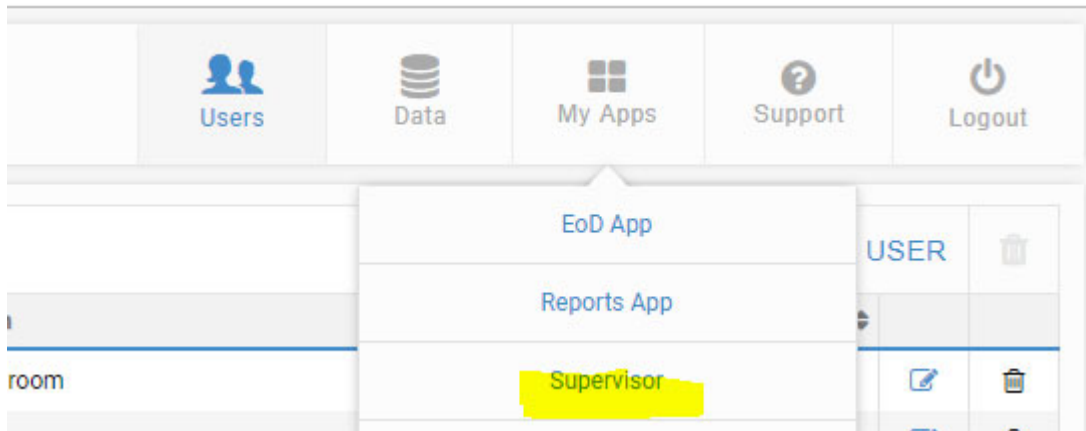 Users
Data
My Apps
Support
Logout
EoD App
USER
Reports App
room
Supervisor